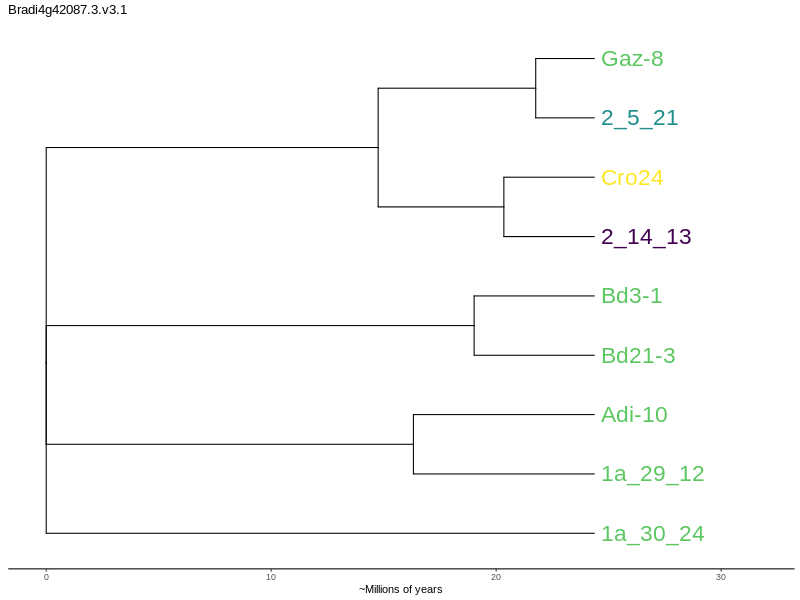 Bradi4g42087.3.v3.1
Gaz-8
2_5_21
Cro24
2_14_13
Bd3-1
Bd21-3
Adi-10
1a_29_12
1a_30_24
0 10 20 30
~Millions of years